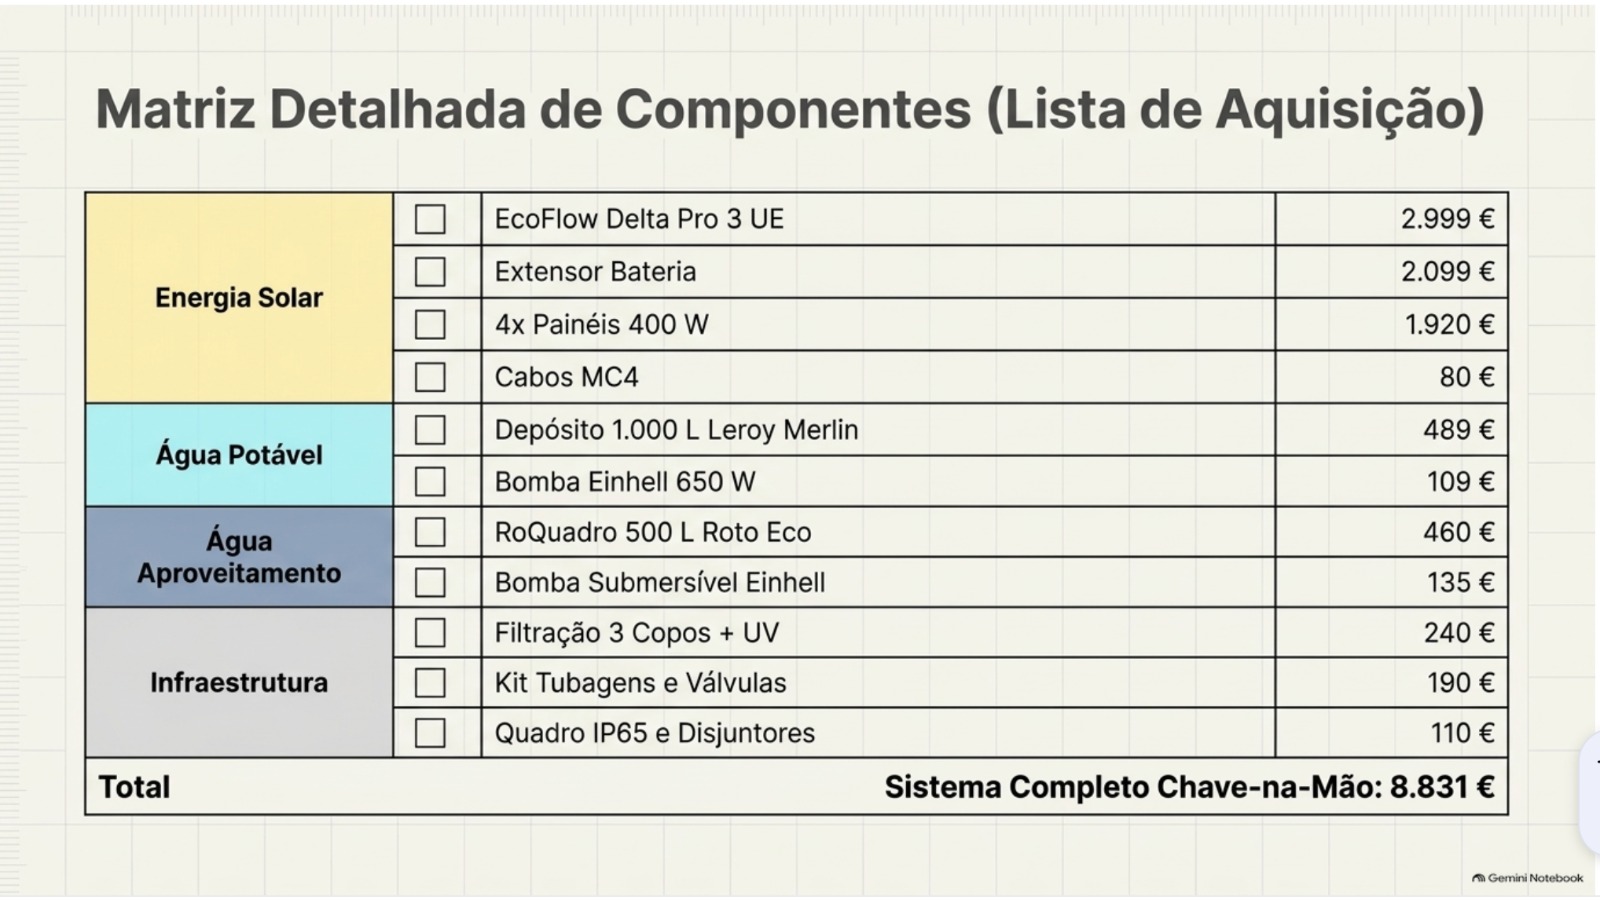 Matriz Detalhada de Componentes (Lista de Aquisição)
Energia Solar
EcoFlow Delta Pro 3 UE 2.999 €
Extensor Bateria 2.099 €
4x Painéis 400 W 1.920 €
Cabos MC4 80 €
Água Potável
Depósito 1.000 L Leroy Merlin 489 €
Bomba Einhell 650 W 109 €
Água
Aproveitamento
RoQuadro 500 L Roto Eco 460 €
Bomba Submersível Einhell 135 €
Infraestrutura
Filtração 3 Copos + UV 240 €
Kit Tubagens e Válvulas 190 €
Quadro IP65 e Disjuntores 110 €
Total Sistema Completo Chave-na-Mão: 8.831 €
Gemini Notebook